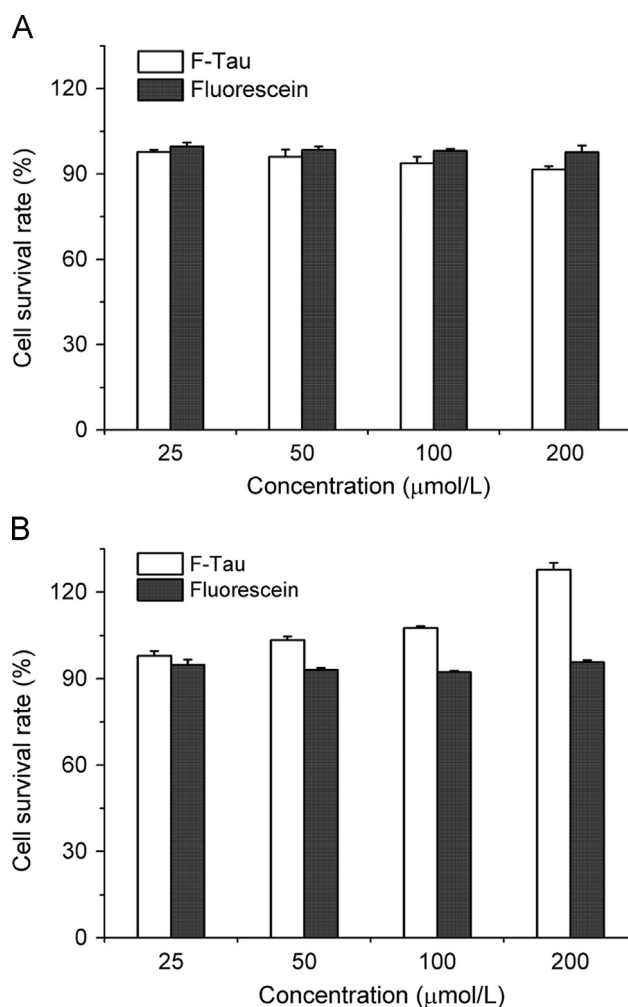 A
F-Tau
Fluorescein
120
90
60
30
0
Cell survival rate (%)
25 50 100 200
Concentration (μmol/L)
B
F-Tau
Fluorescein
120
90
60
30
0
Cell survival rate (%)
25 50 100 200
Concentration (μmol/L)